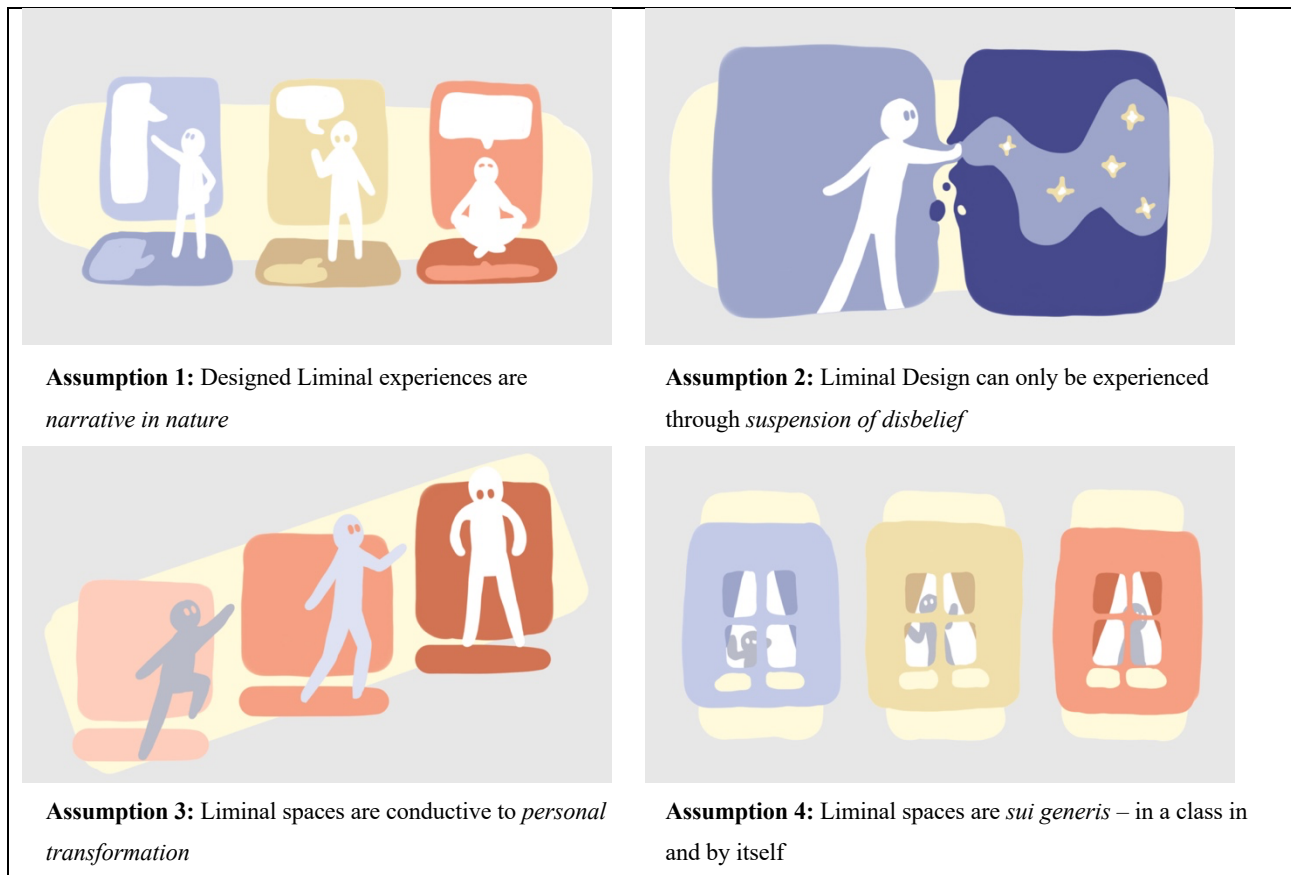 Assumption 1: Designed Liminal experiences are
narrative in nature
Assumption 2: Liminal Design can only be experienced
through suspension of disbelief
Assumption 3: Liminal spaces are conductive to personal
transformation
Assumption 4: Liminal spaces are sui generis – in a class in
and by itself